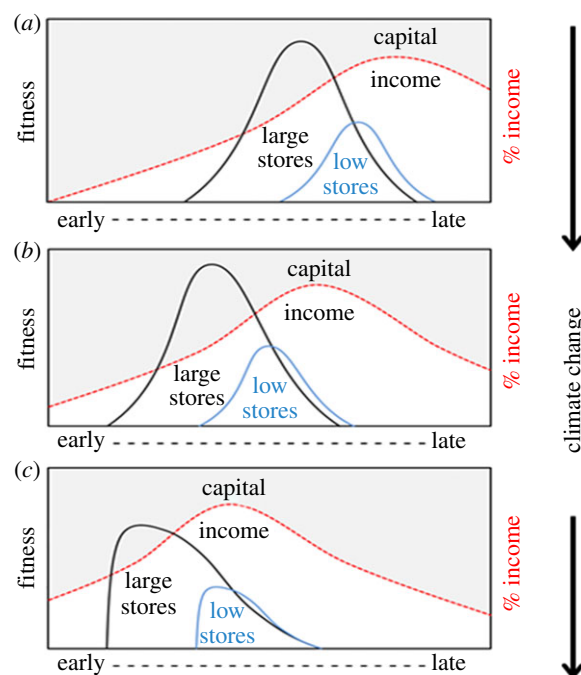 (a)
capital
income
large
stores
low
stores
fitness
% income
early
late
(b)
capital
income
large
stores
low
stores
fitness
% income
early
late
climate change
(c)
capital
income
large
stores
low
stores
fitness
% income
early
late